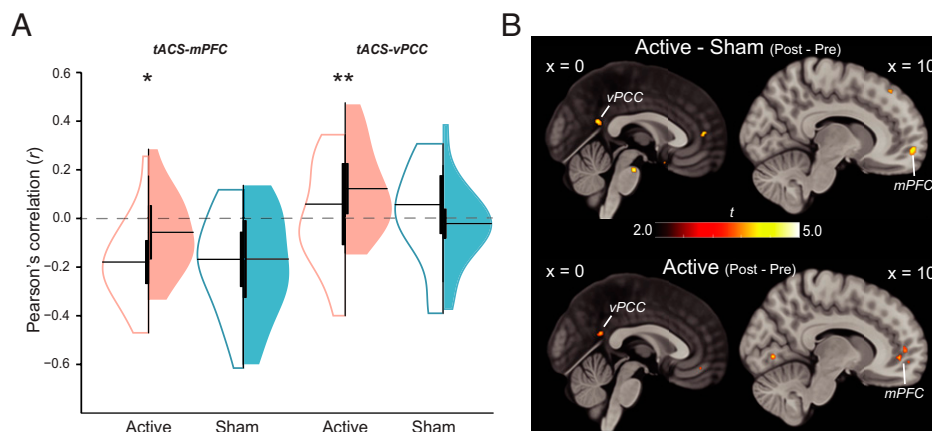 A
tACS-mPFC
tACS-vPCC
*
**
Pearson's correlation (r)
0.6
0.4
0.2
0.0
−0.2
−0.4
−0.6
Active
Sham
Active
Sham
B
Active - Sham (Post - Pre)
x = 0
x = 10
vPCC
mPFC
t
2.0
5.0
Active (Post - Pre)
x = 0
x = 10
vPCC
mPFC